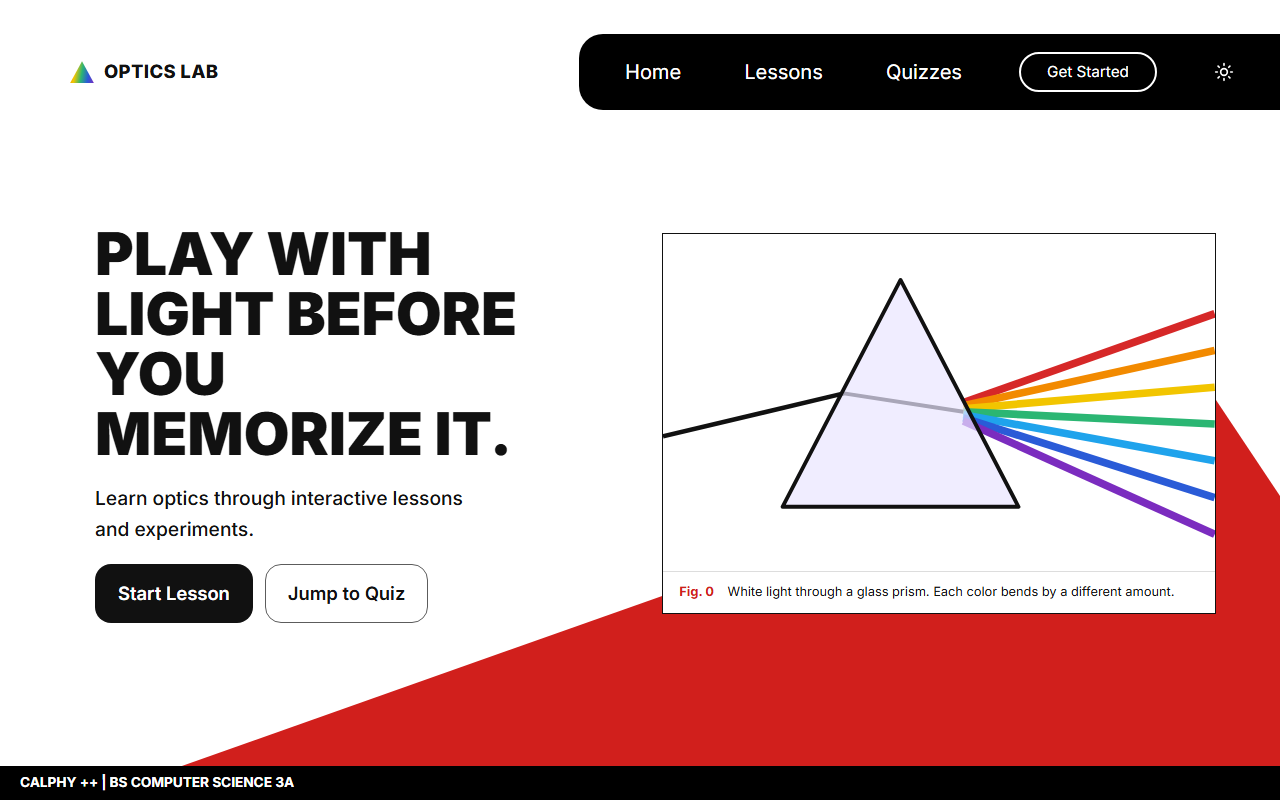 OPTICS LAB
Home
Lessons
Quizzes
Get Started
PLAY WITH
LIGHT BEFORE
YOU
MEMORIZE IT.
Learn optics through interactive lessons
and experiments.
Start Lesson
Jump to Quiz
Fig. 0 White light through a glass prism. Each color bends by a different amount.
CALPHY ++ | BS COMPUTER SCIENCE 3A